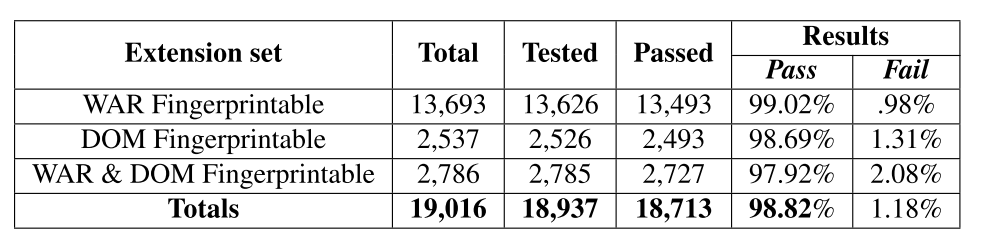 Extension set Total Tested Passed Results
Pass Fail
WAR Fingerprintable 13,693 13,626 13,493 99.02% .98%
DOM Fingerprintable 2,537 2,526 2,493 98.69% 1.31%
WAR & DOM Fingerprintable 2,786 2,785 2,727 97.92% 2.08%
Totals 19,016 18,937 18,713 98.82% 1.18%